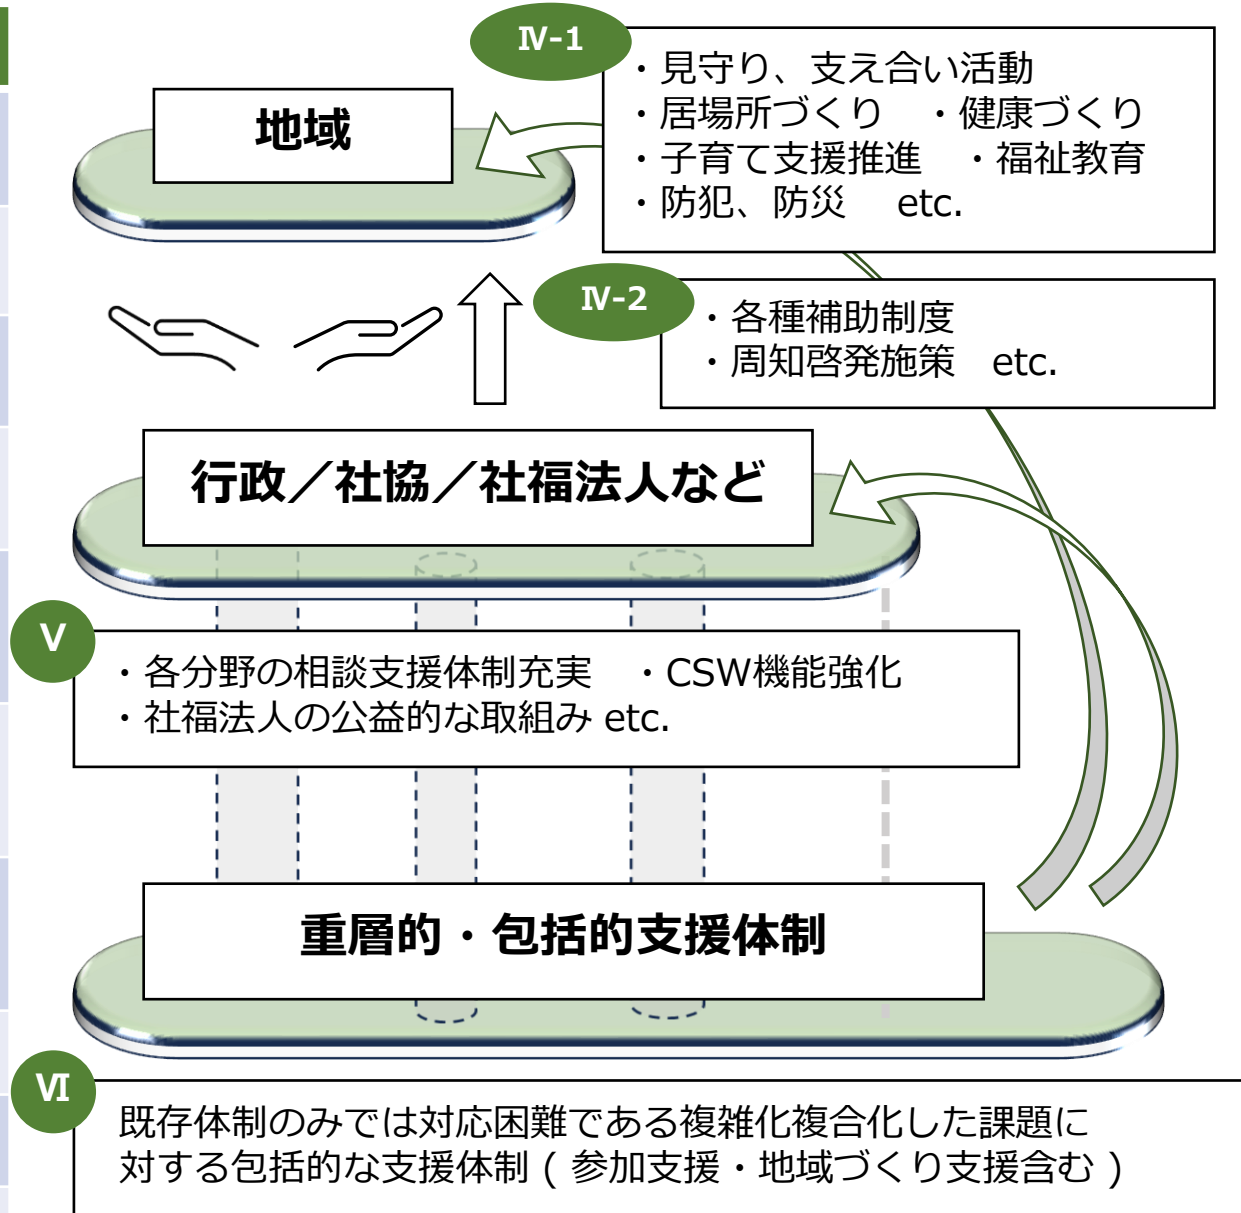 Ⅳ-1
・見守り、支え合い活動
・居場所づくり　・健康づくり
・子育て支援推進　・福祉教育
・防犯、防災　etc.
地域
Ⅳ-2
・各種補助制度
・周知啓発施策　etc.
行政／社協／社福法人など
Ⅴ
・各分野の相談支援体制充実　・CSW機能強化
・社福法人の公益的な取組み etc.
重層的・包括的支援体制
Ⅵ
既存体制のみでは対応困難である複雑化複合化した課題に
対する包括的な支援体制 ( 参加支援・地域づくり支援含む )